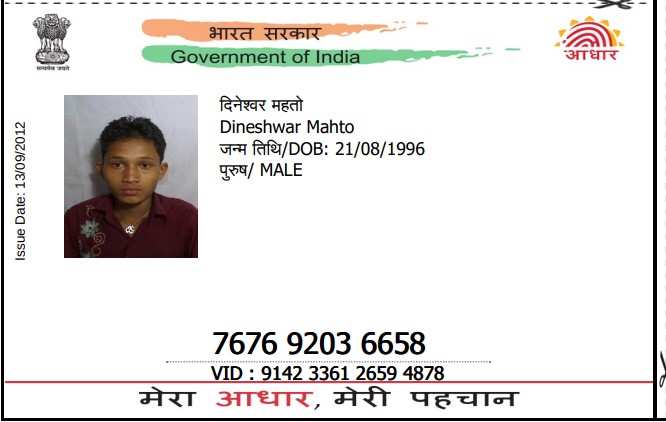 भारत सरकार
Government of India
सत्यमेव जयते
आधार
Issue Date: 13/09/2012
दिनेश्वर महतो
Dineshwar Mahto
जन्म तिथि/DOB: 21/08/1996
पुरुष/ MALE
7676 9203 6658
VID : 9142 3361 2659 4878
मेरा आधार, मेरी पहचान